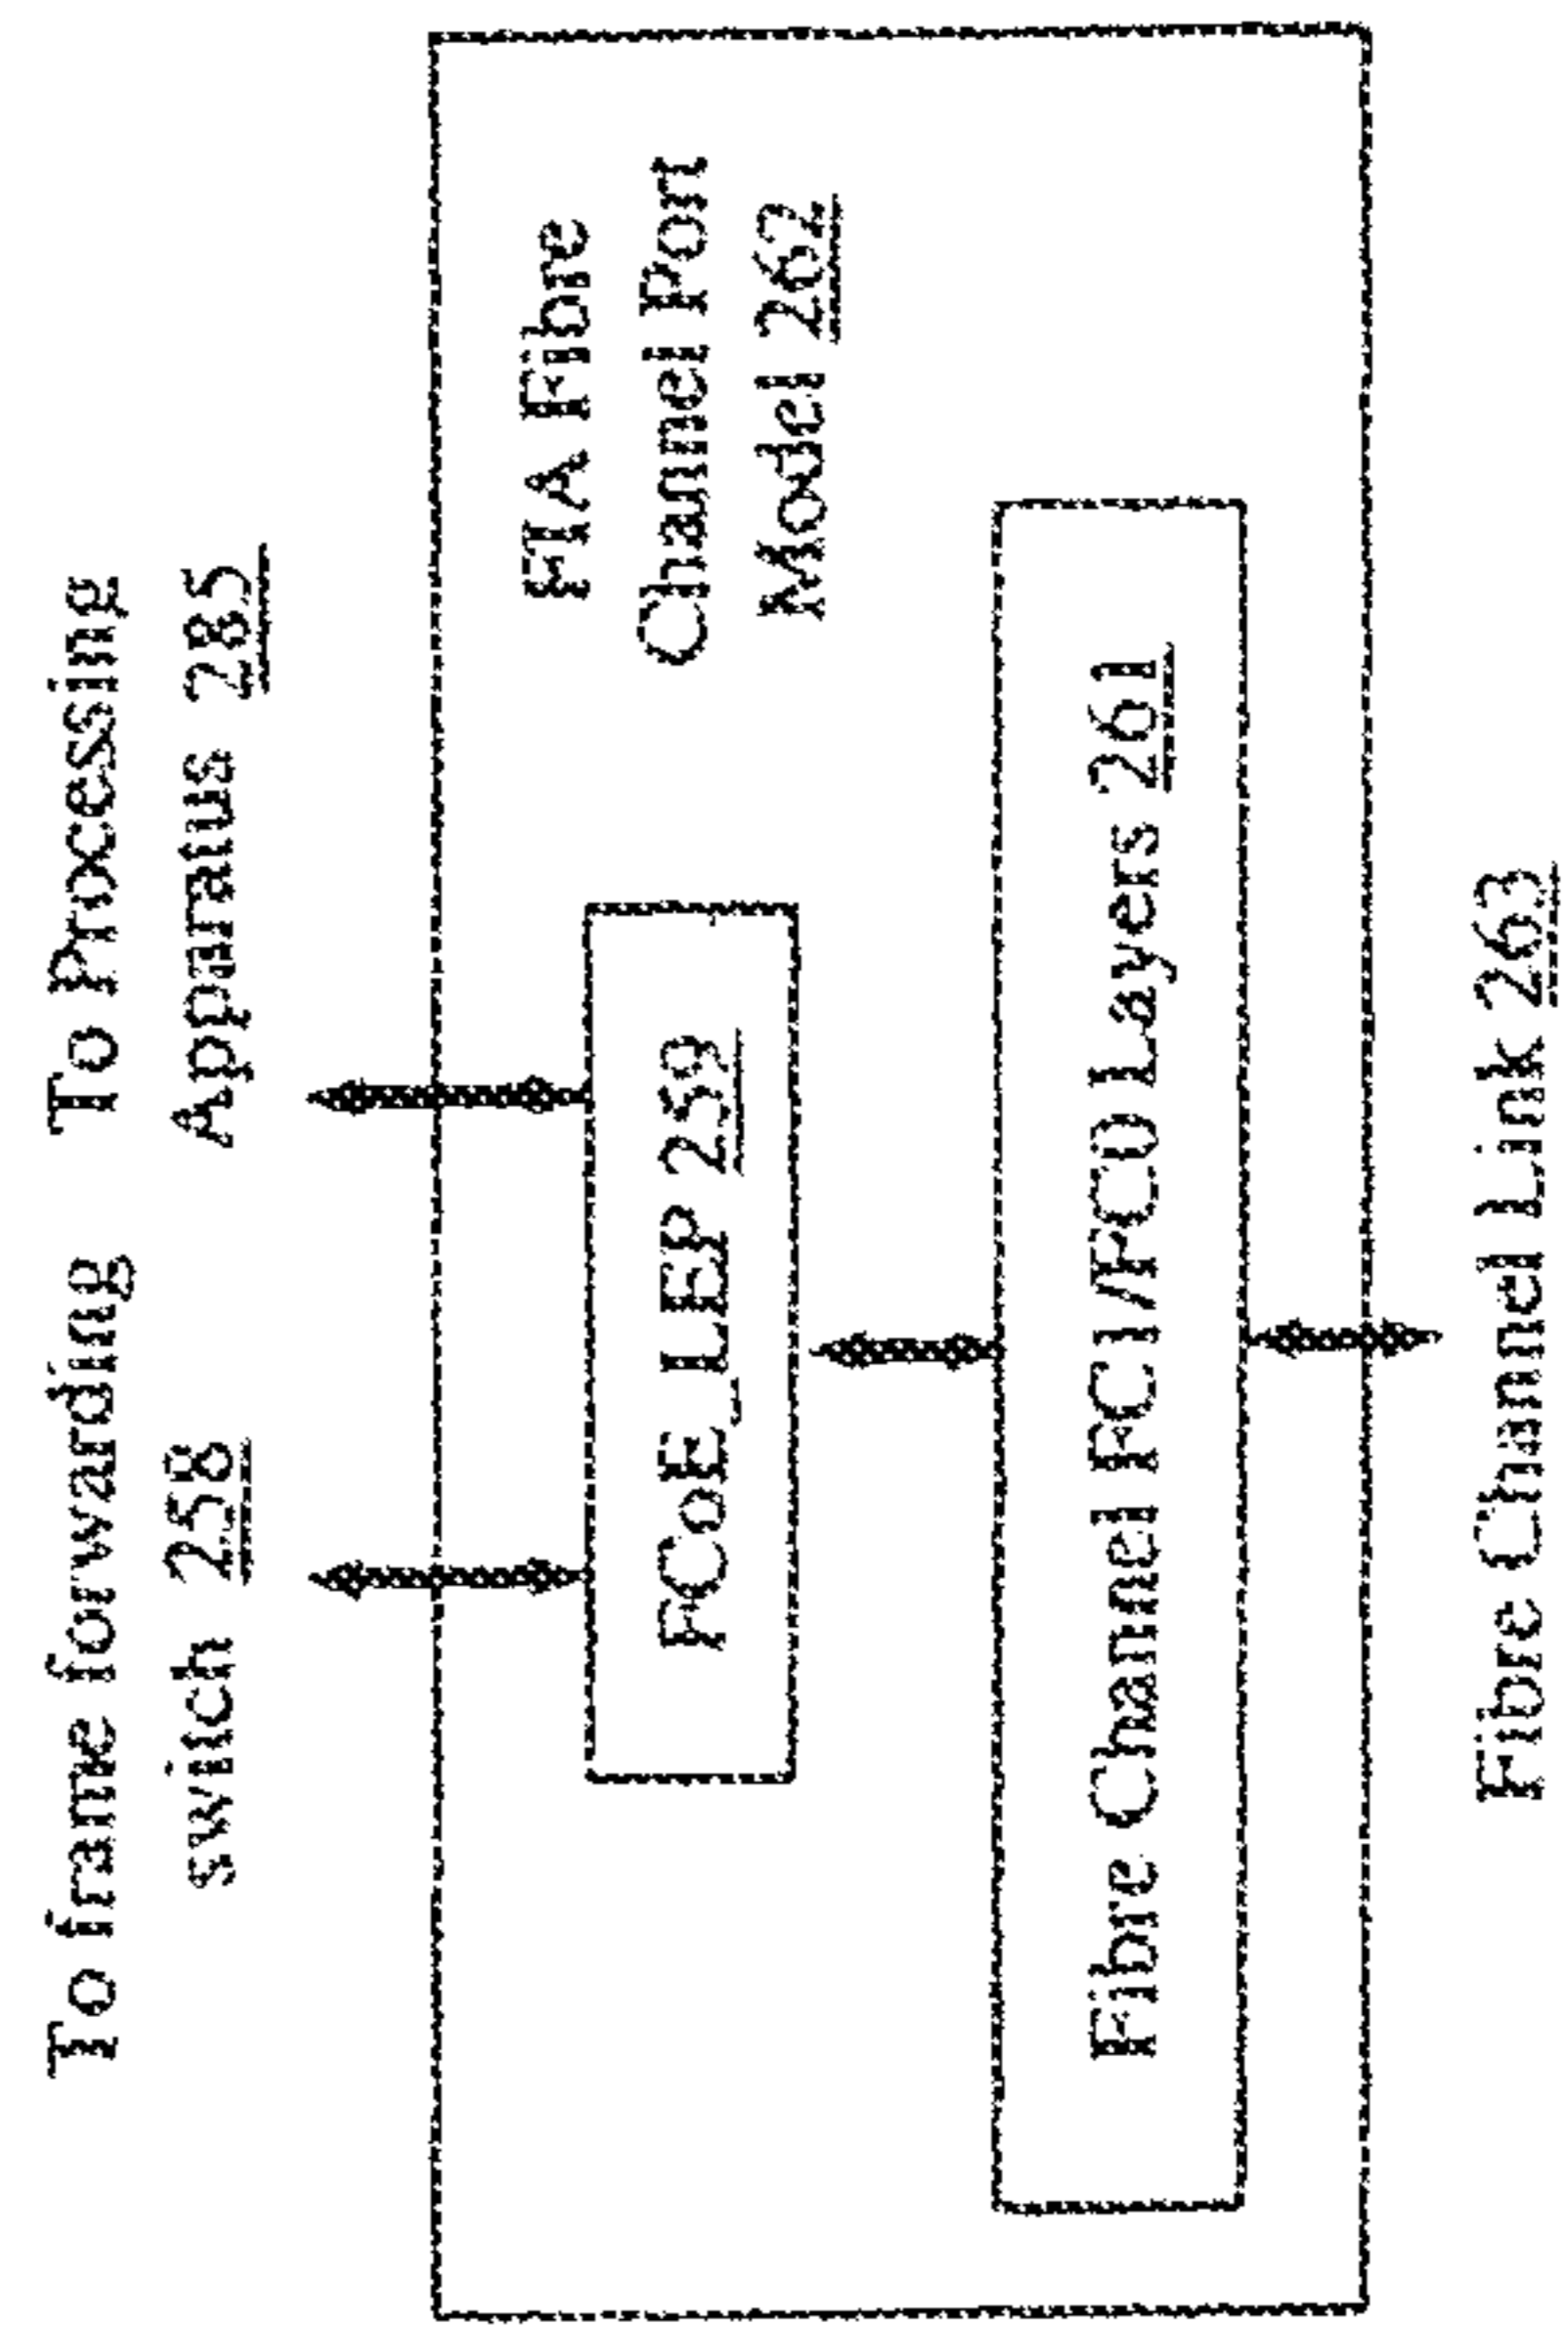 To frame forwarding
switch 258
To Processing
Apparatus 285
FIA Fibre
Channel Port
Model 262
FCoE_LEP 259
Fibre Channel FC1/FC0 Layers 261
Fibre Channel Link 263